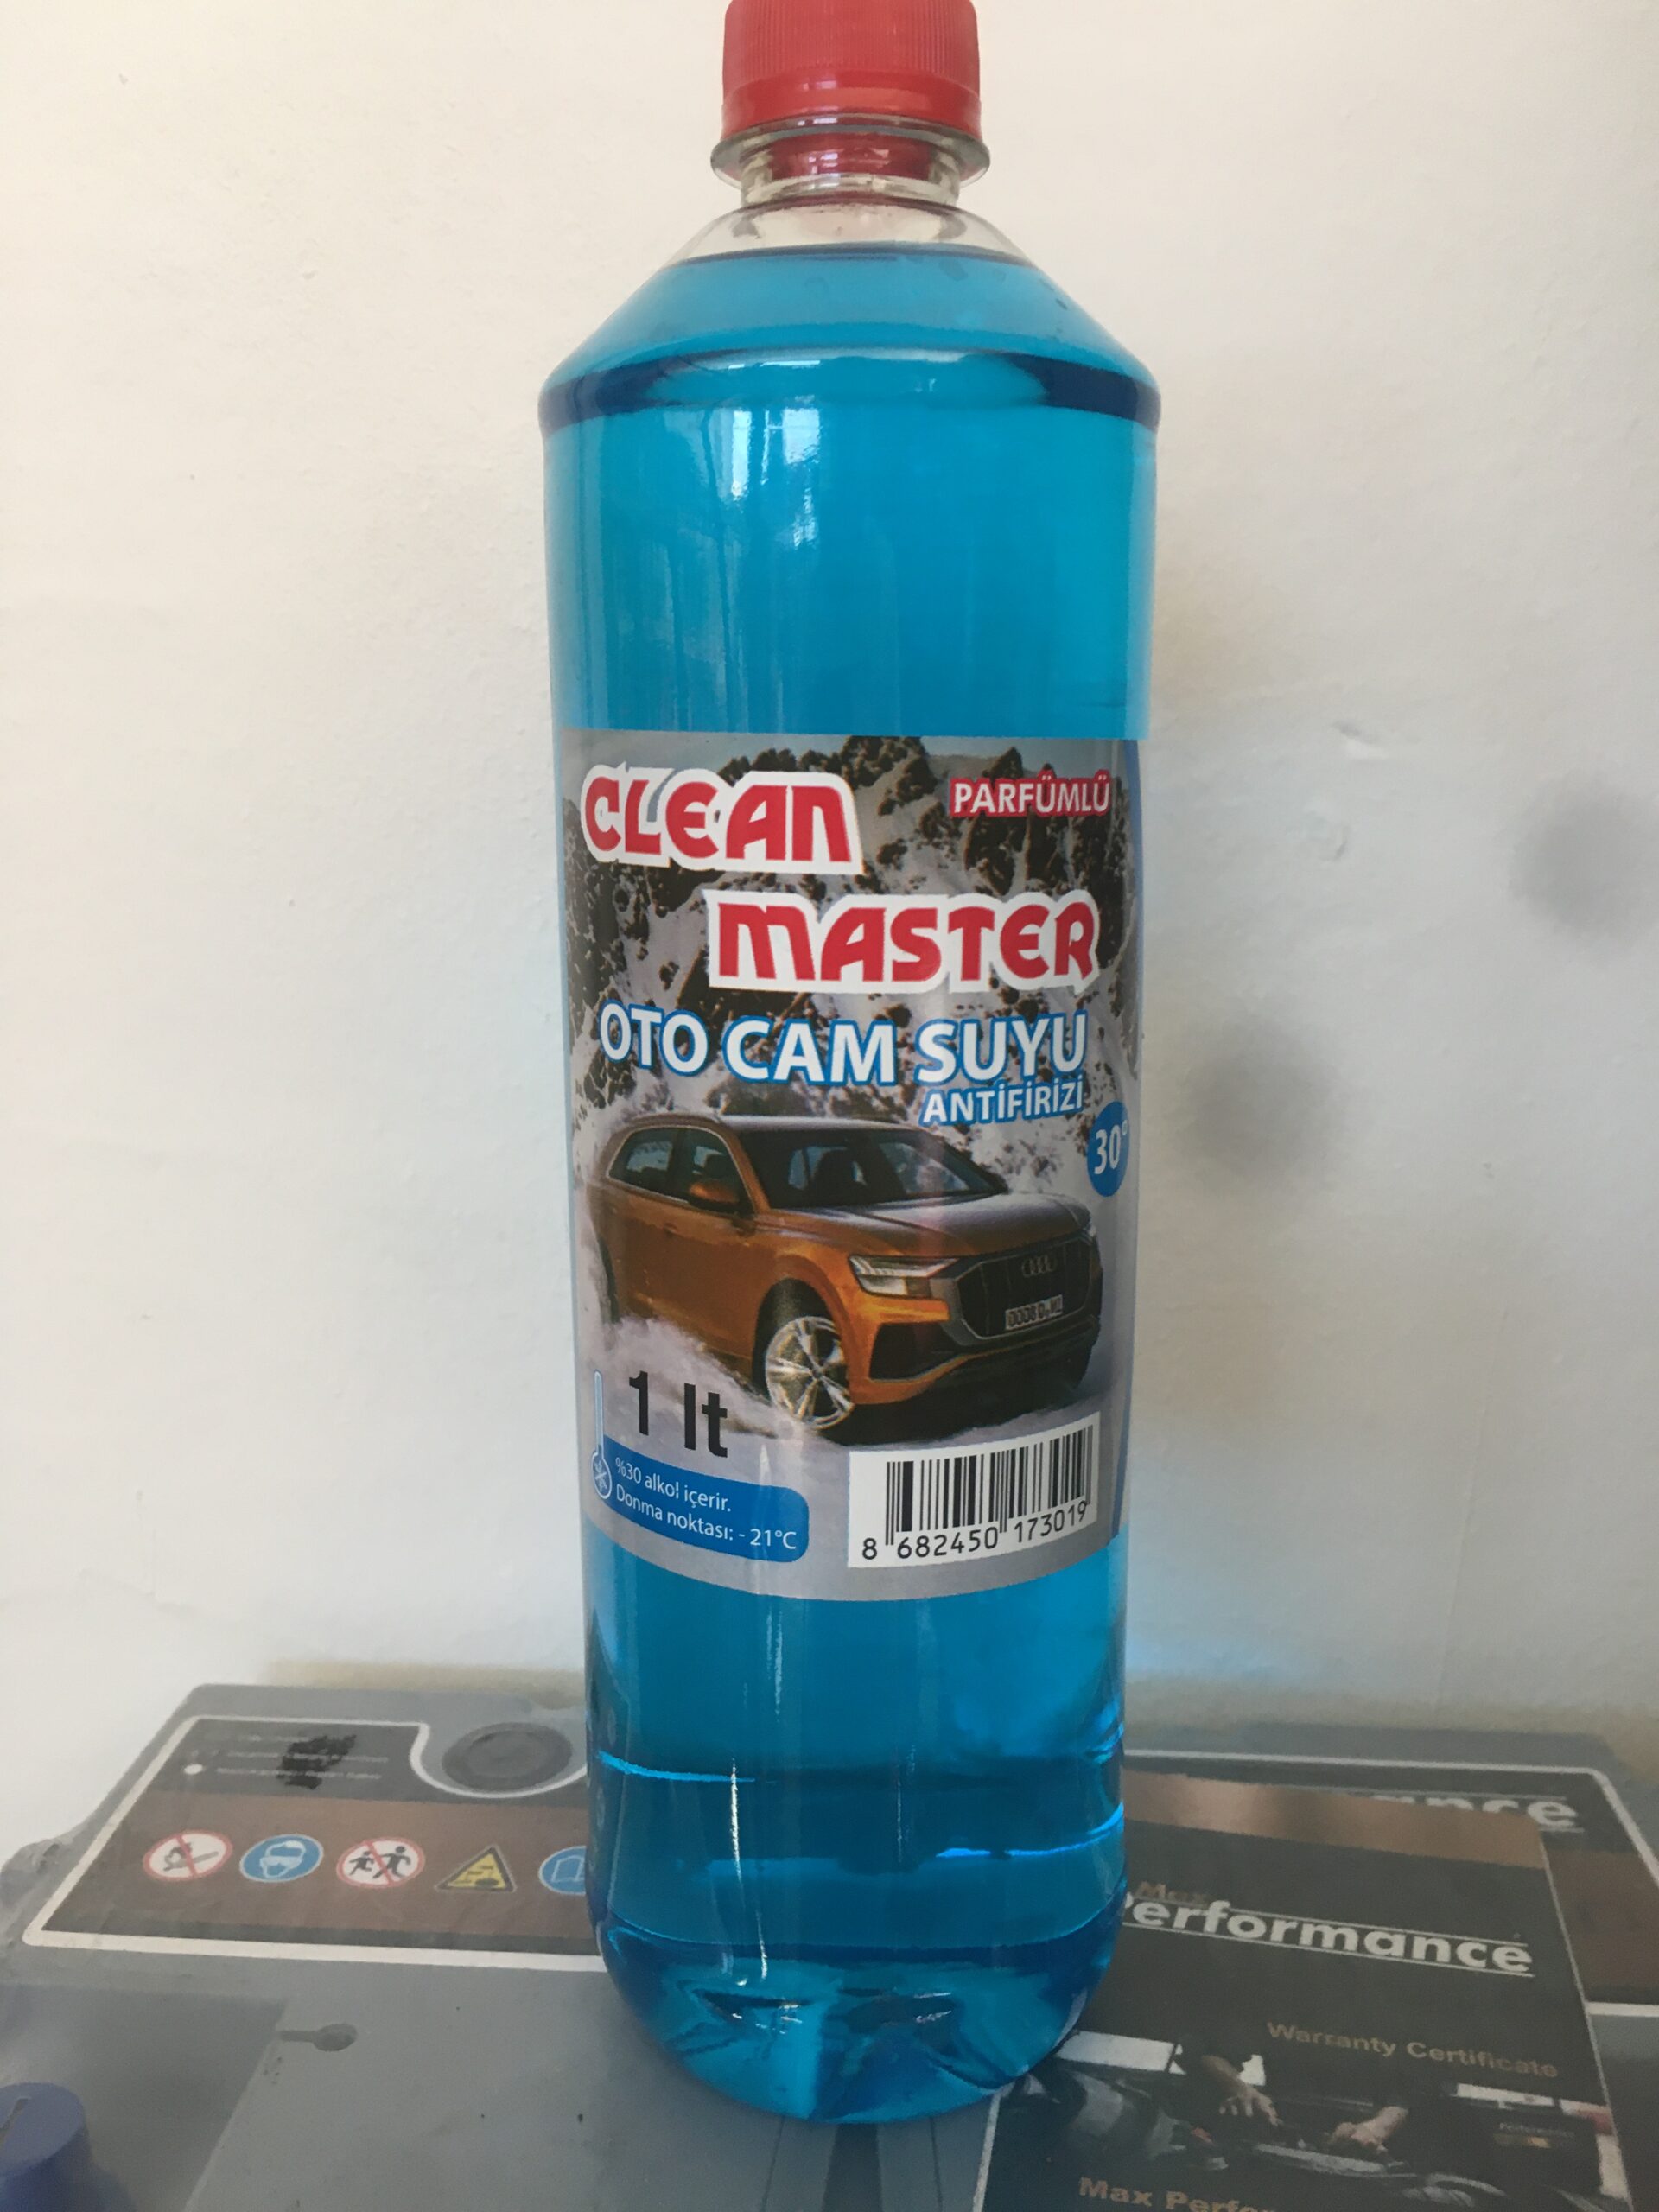 CLEAN
PARFÜMLÜ
MASTER
OTO CAM SUYU
ANTİFİRİZİ
30°
1 lt
%30 alkol içerir.
Donma noktası: - 21°C
8 682450 173019
Max
Performance
Warranty Certificate